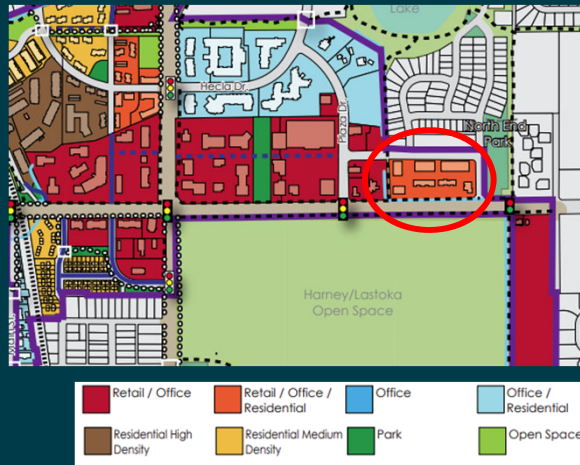 Lake
Hecla Dr.
Plaza Dr.
North End
Park
Harney/Lastoka
Open Space
Retail / Office
Retail / Office /
Residential
Office
Office /
Residential
Residential High
Density
Residential Medium
Density
Park
Open Space